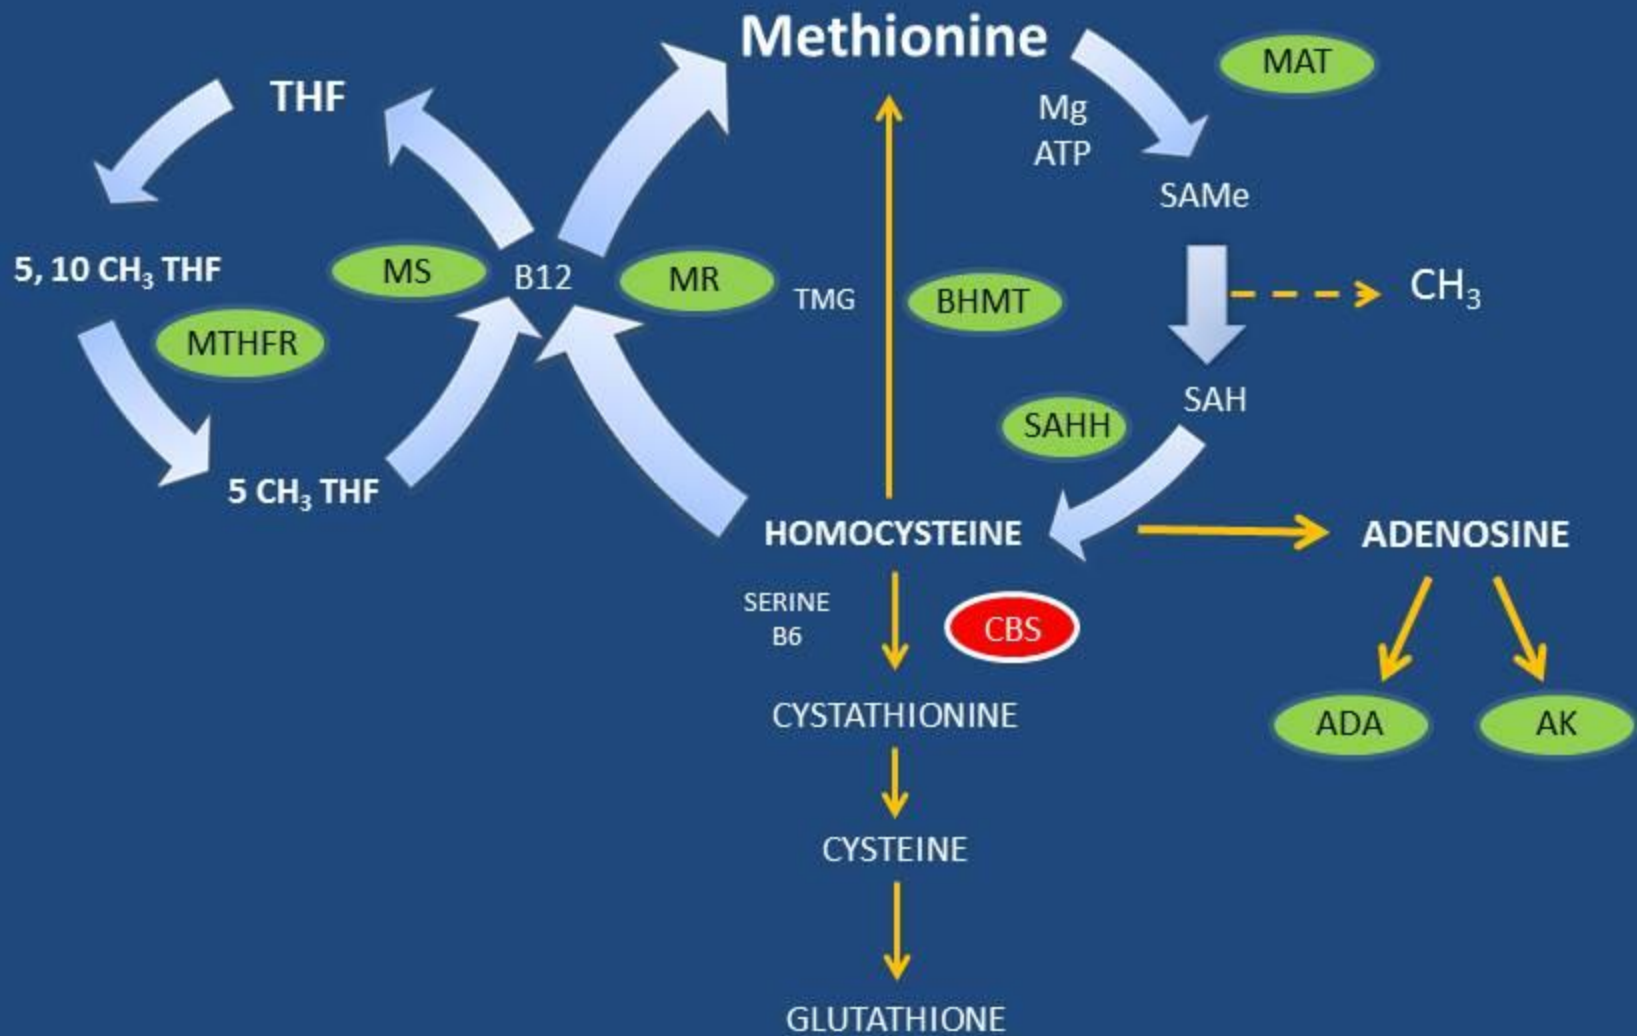 Methionine
MAT
THF
Mg
ATP
SAMe
5, 10 CH₃ THF
MS
B12
MR
TMG
BHMT
CH₃
MTHFR
SAH
SAHH
5 CH₃ THF
HOMOCYSTEINE
ADENOSINE
SERINE
B6
CBS
CYSTATHIONINE
ADA
AK
CYSTEINE
GLUTATHIONE